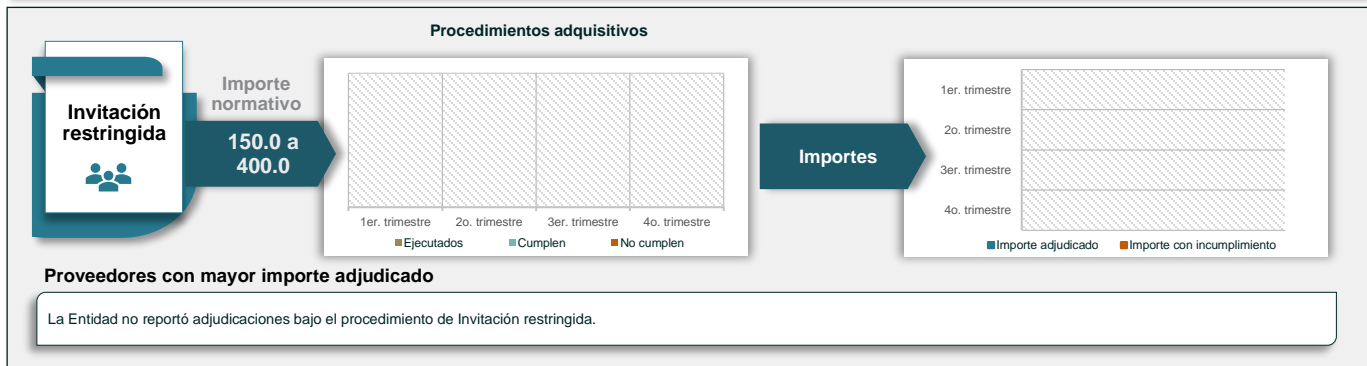 Procedimientos adquisitivos
Invitación
restringida
Importe
normativo
150.0 a
400.0
1er. trimestre
2o. trimestre
3er. trimestre
4o. trimestre
Ejecutados
Cumplen
No cumplen
Importes
1er. trimestre
2o. trimestre
3er. trimestre
4o. trimestre
Importe adjudicado
Importe con incumplimiento
Proveedores con mayor importe adjudicado
La Entidad no reportó adjudicaciones bajo el procedimiento de Invitación restringida.